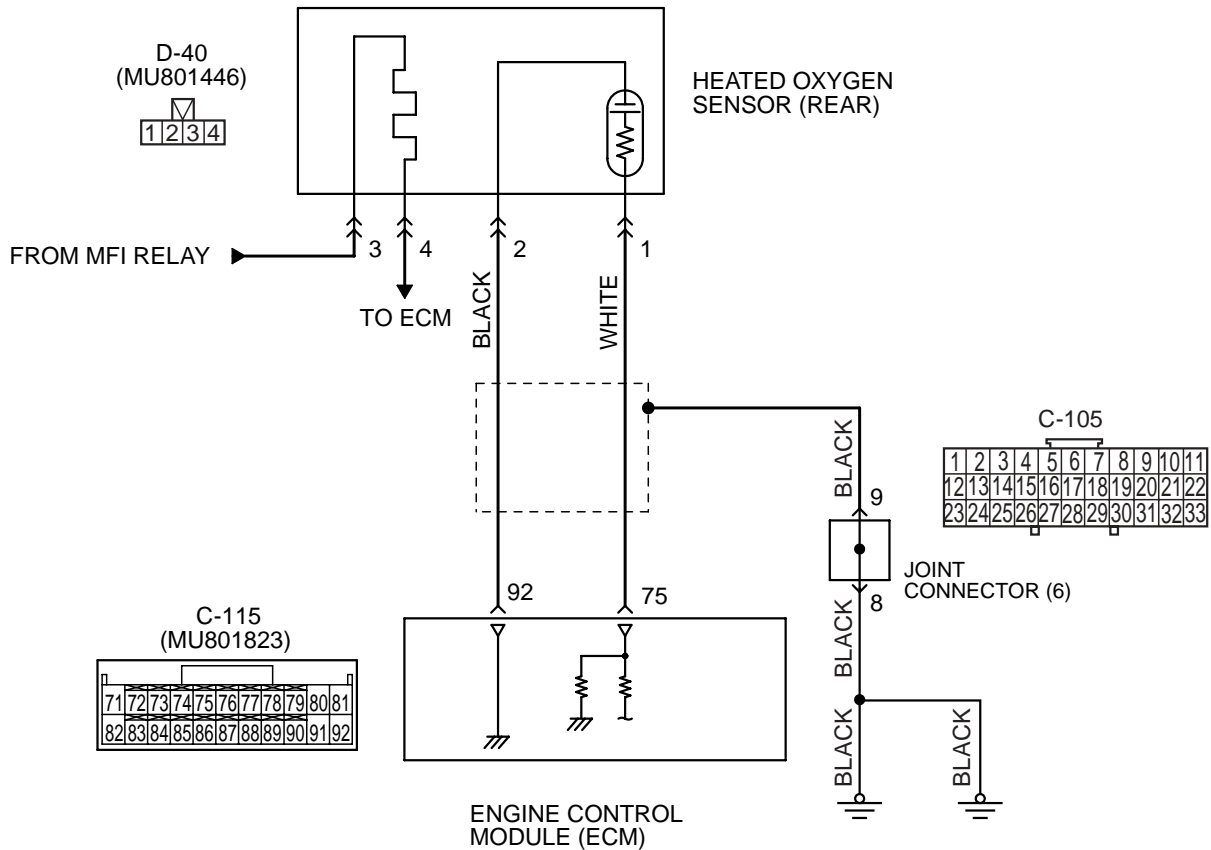 D-40
(MU801446)
1 2 3 4
HEATED OXYGEN
SENSOR (REAR)
FROM MFI RELAY
3
4
2
1
TO ECM
BLACK
WHITE
BLACK
9
C-105
1 2 3 4 5 6 7 8 9 10 11
12 13 14 15 16 17 18 19 20 21 22
23 24 25 26 27 28 29 30 31 32 33
JOINT
CONNECTOR (6)
8
92
75
C-115
(MU801823)
71 72 73 74 75 76 77 78 79 80 81
82 83 84 85 86 87 88 89 90 91 92
BLACK
BLACK
BLACK
ENGINE CONTROL
MODULE (ECM)